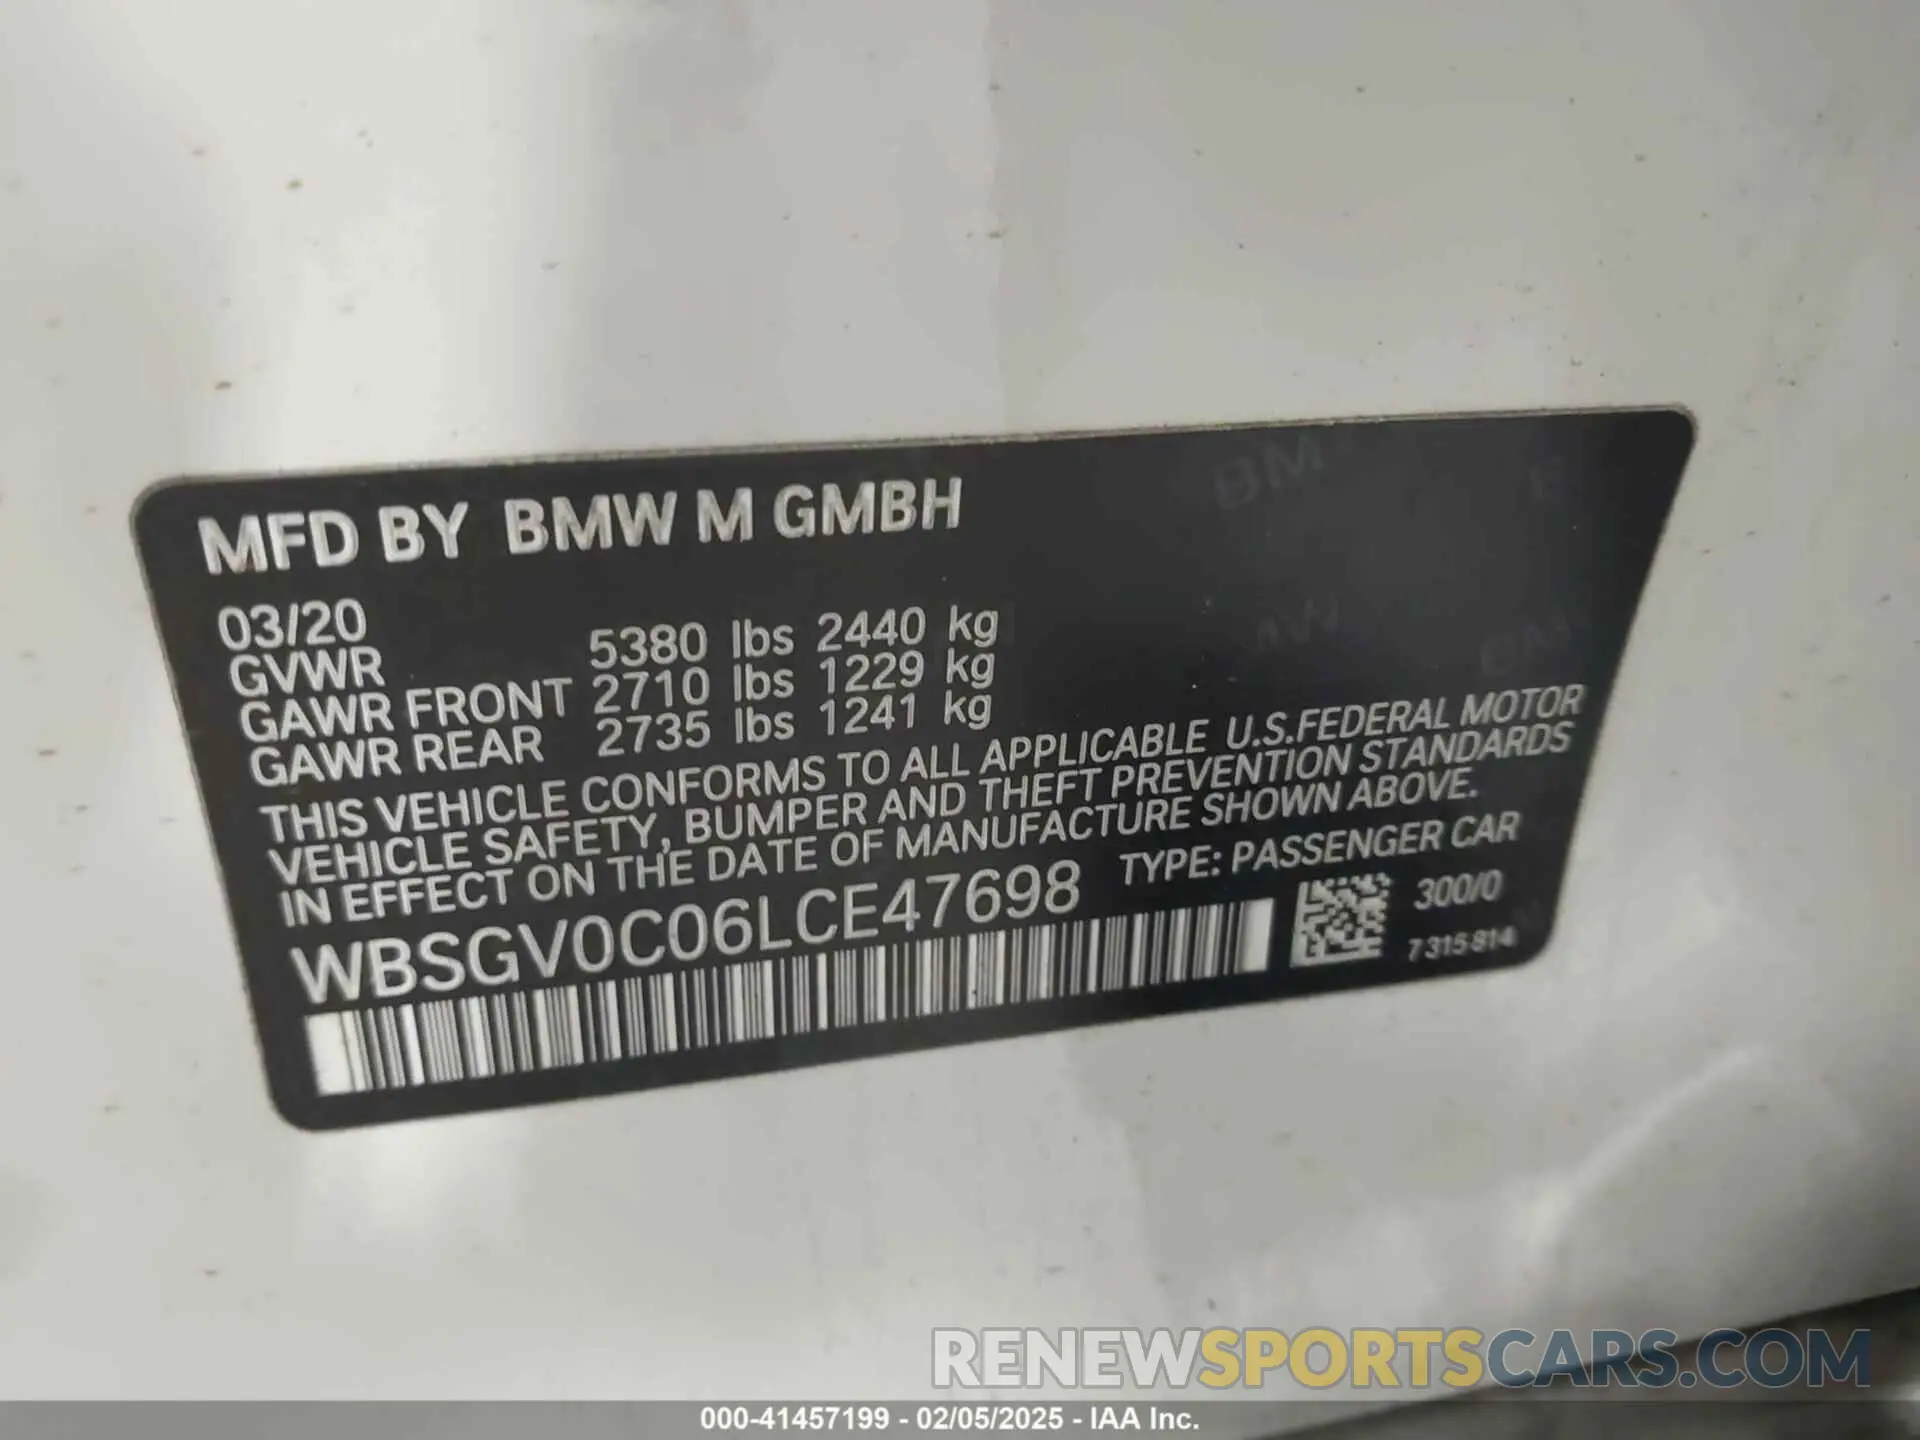 MFD BY BMW M GMBH
03/20
GVWR 5380 lbs 2440 kg
GAWR FRONT 2710 lbs 1229 kg
GAWR REAR 2735 lbs 1241 kg
THIS VEHICLE CONFORMS TO ALL APPLICABLE U.S.FEDERAL MOTOR
VEHICLE SAFETY, BUMPER AND THEFT PREVENTION STANDARDS
IN EFFECT ON THE DATE OF MANUFACTURE SHOWN ABOVE.
WBSGV0C06LCE47698 TYPE: PASSENGER CAR
300/0
7 315 814
RENEWSPORTSCARS.COM
000-41457199 - 02/05/2025 - IAA Inc.